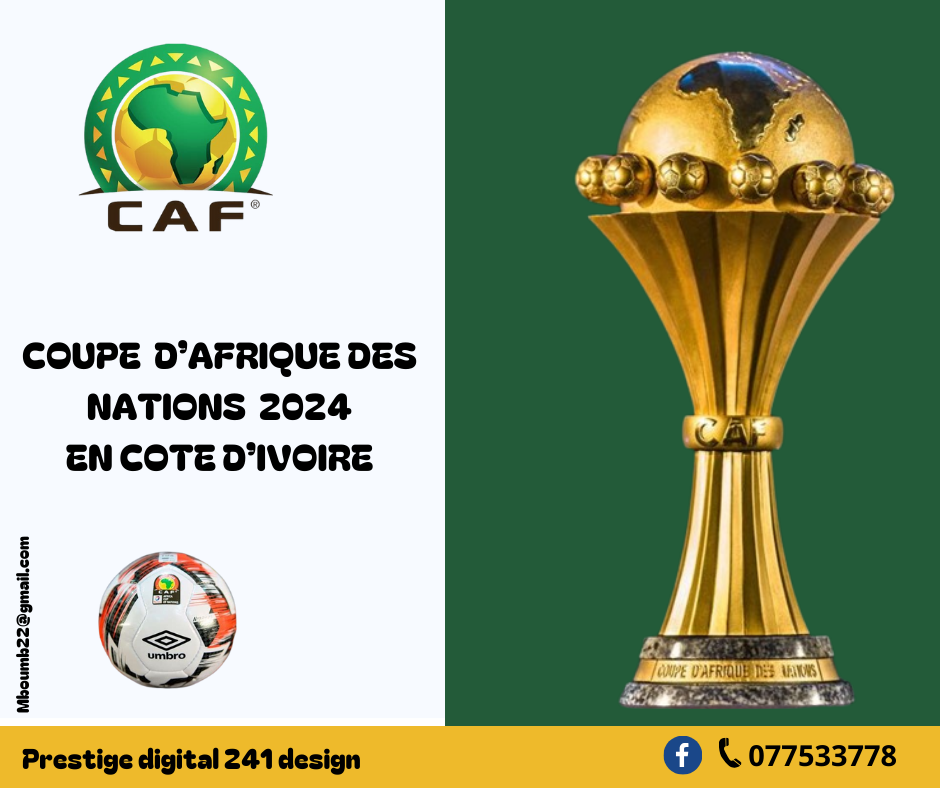 CAF®
COUPE D'AFRIQUE DES
NATIONS 2024
EN COTE D'IVOIRE
Mboumb22@gmail.com
CAF
umbro
CAF
COUPE D'AFRIQUE DES NATIONS
Prestige digital 241 design
077533778